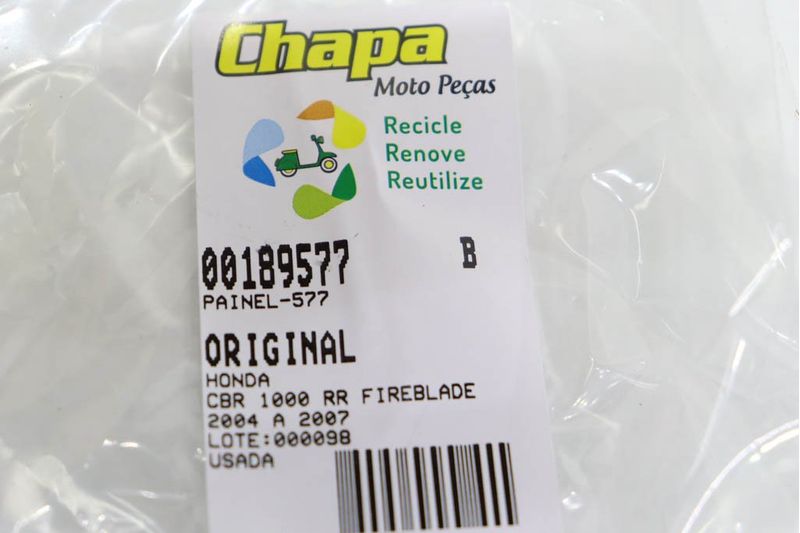 Chapa
Moto Peças
Recicle
Renove
Reutilize
00189577 B
PAINEL-577
ORIGINAL
HONDA
CBR 1000 RR FIREBLADE
2004 A 2007
LOTE:000098
USADA